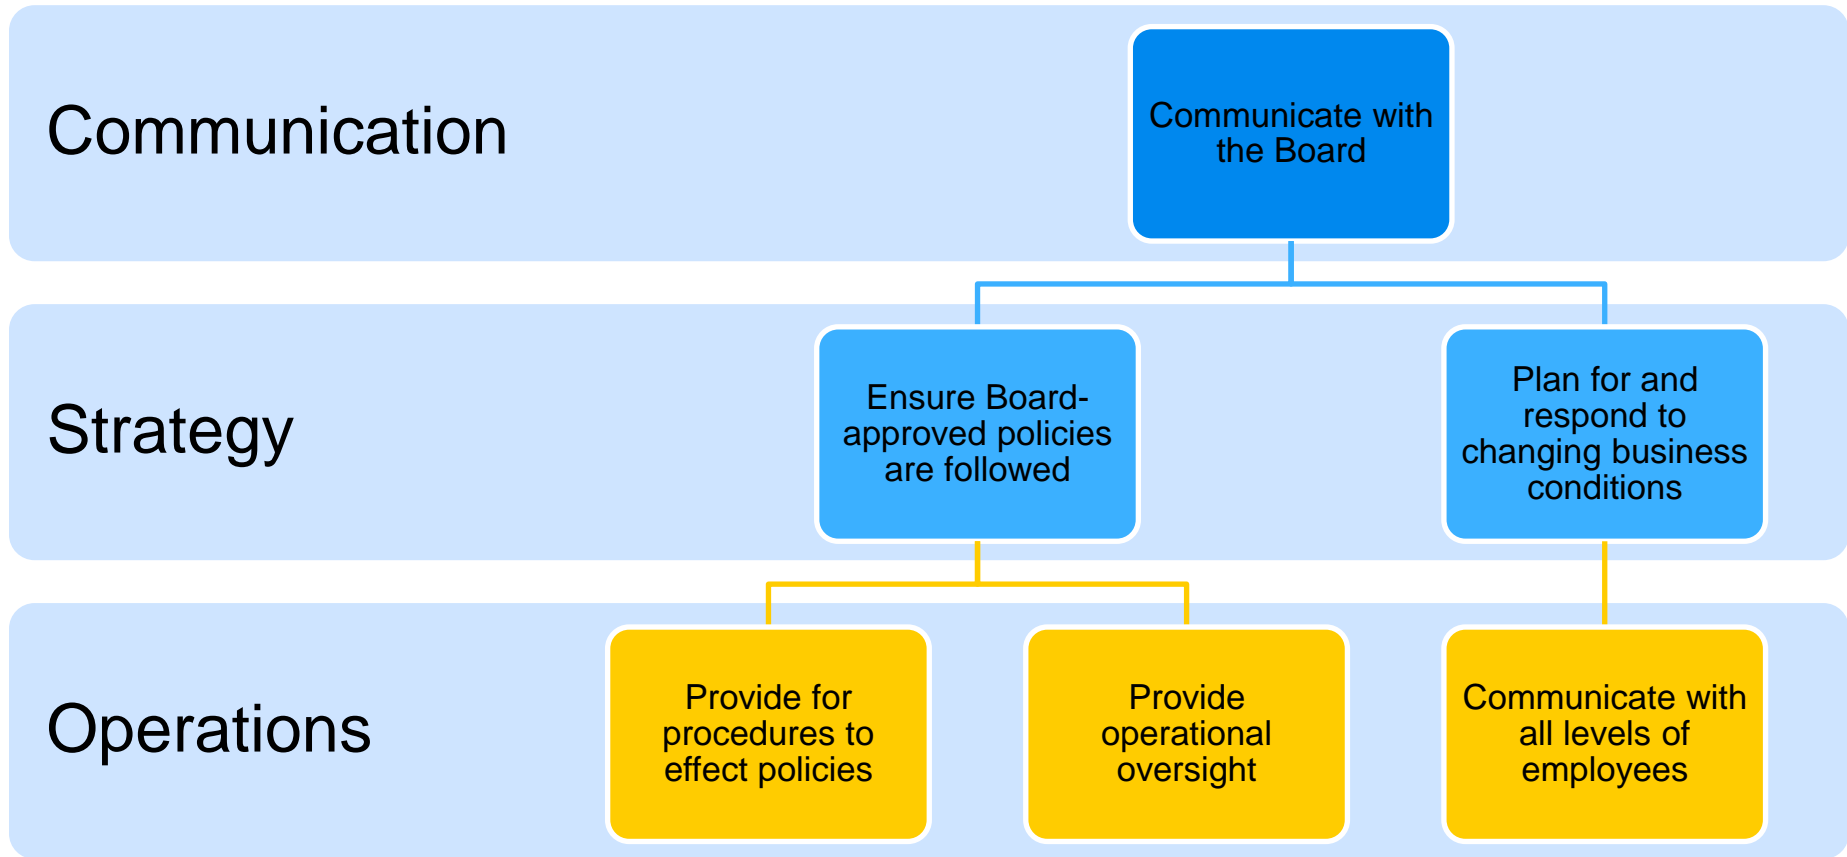 Communication
Communicate with
the Board
Strategy
Ensure Board-
approved policies
are followed
Plan for and
respond to
changing business
conditions
Operations
Provide for
procedures to
effect policies
Provide
operational
oversight
Communicate with
all levels of
employees